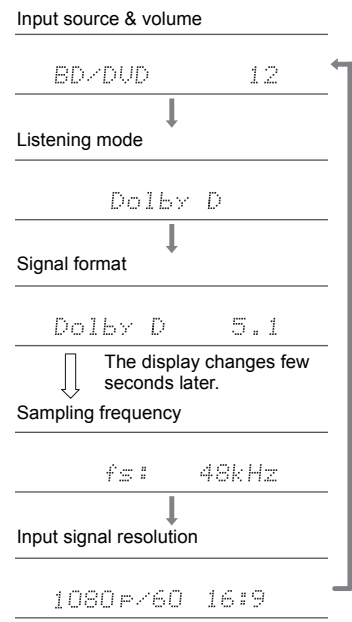 Input source & volume
BD/DVD 12
Listening mode
Dolby D
Signal format
Dolby D 5.1
The display changes few
seconds later.
Sampling frequency
fs: 48kHz
Input signal resolution
1080p/60 16:9